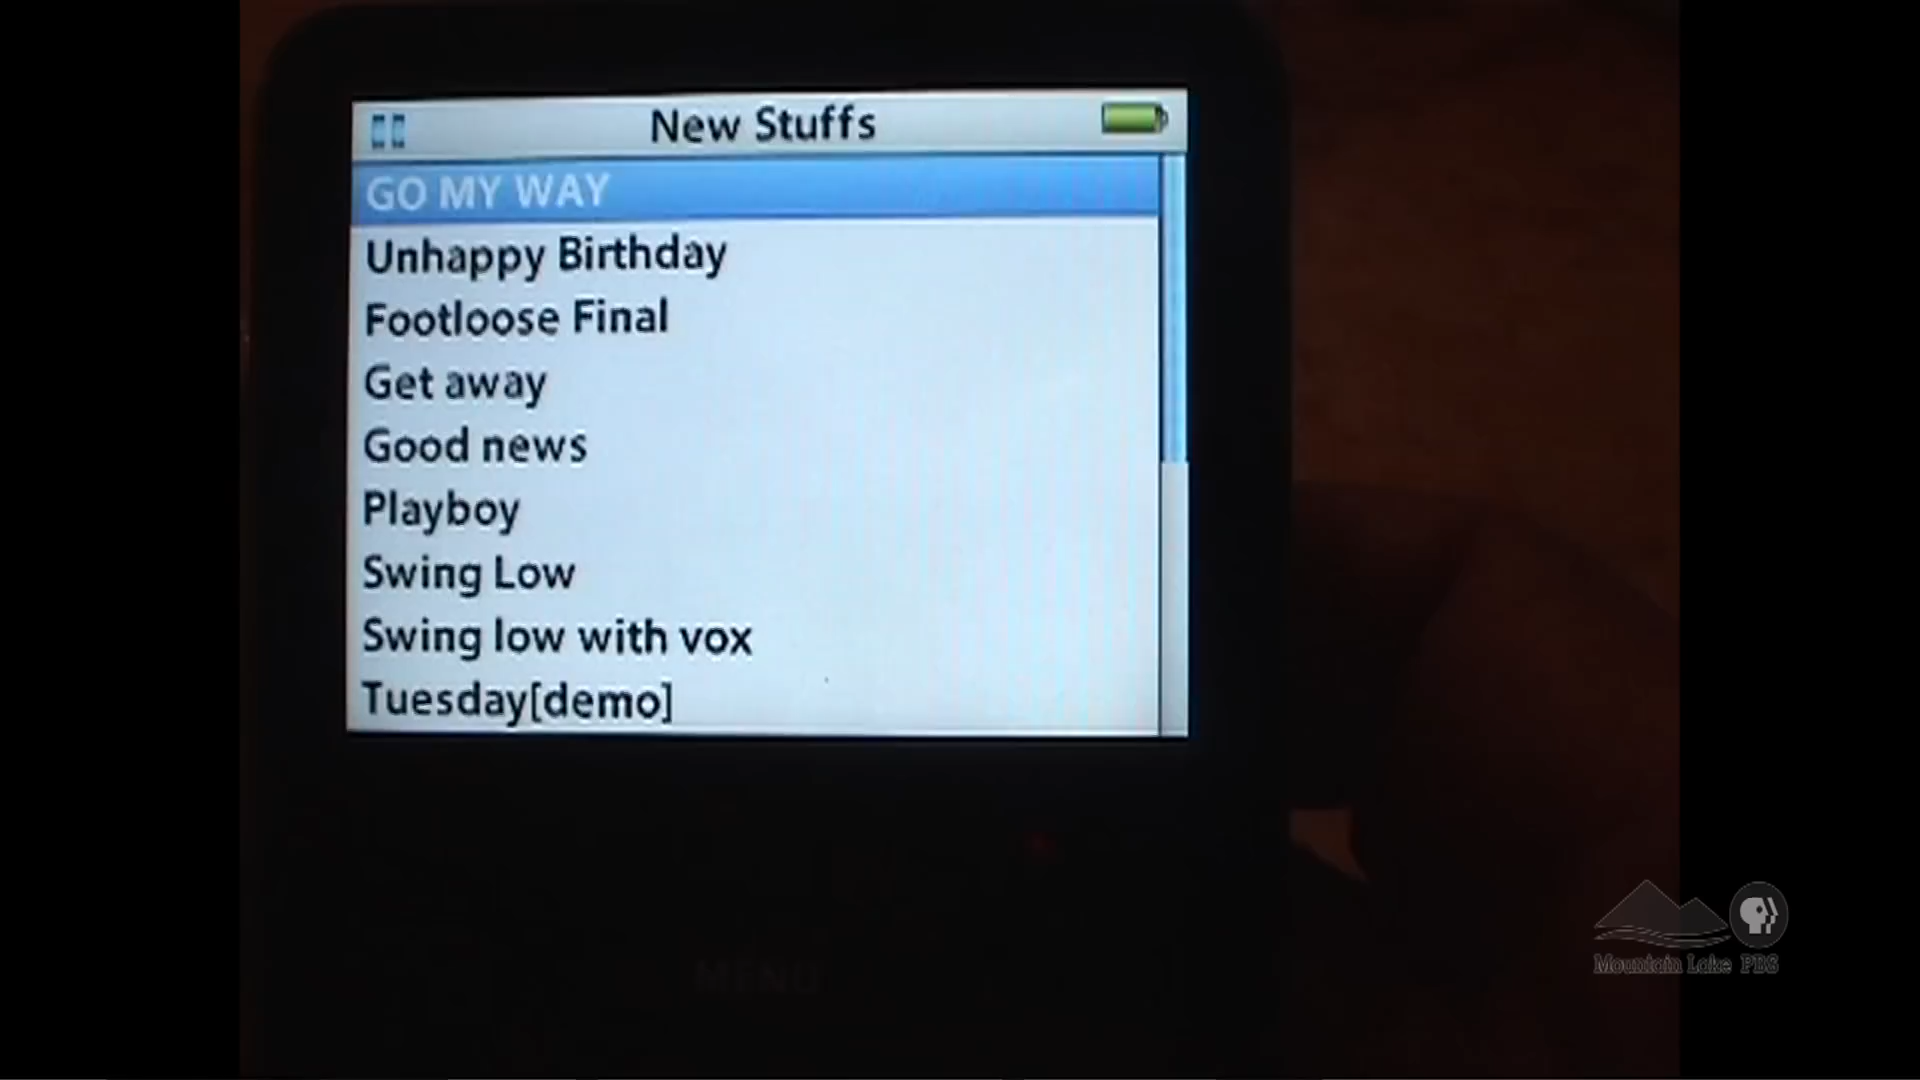 New Stuffs
GO MY WAY
Unhappy Birthday
Footloose Final
Get away
Good news
Playboy
Swing Low
Swing low with vox
Tuesday[demo]
MENU
Mountain Lake PBS